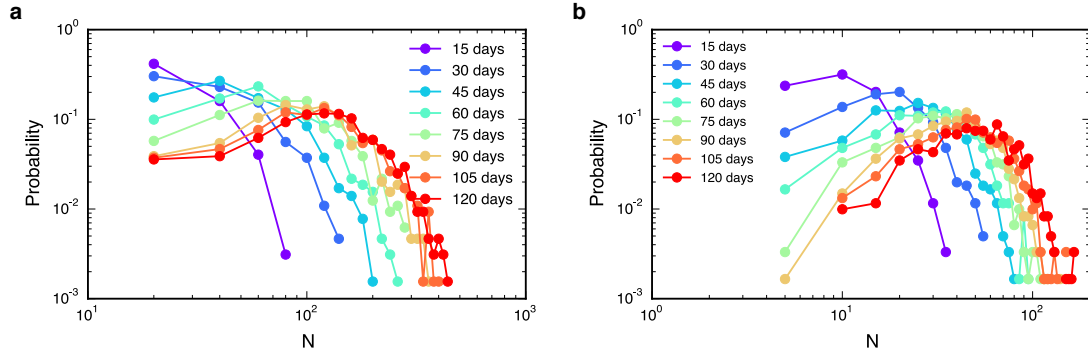 a
Probability
10^0
10^-1
10^-2
10^-3
10^1
10^2
10^3
N
15 days
30 days
45 days
60 days
75 days
90 days
105 days
120 days
b
Probability
10^0
10^-1
10^-2
10^-3
10^0
10^1
10^2
N
15 days
30 days
45 days
60 days
75 days
90 days
105 days
120 days